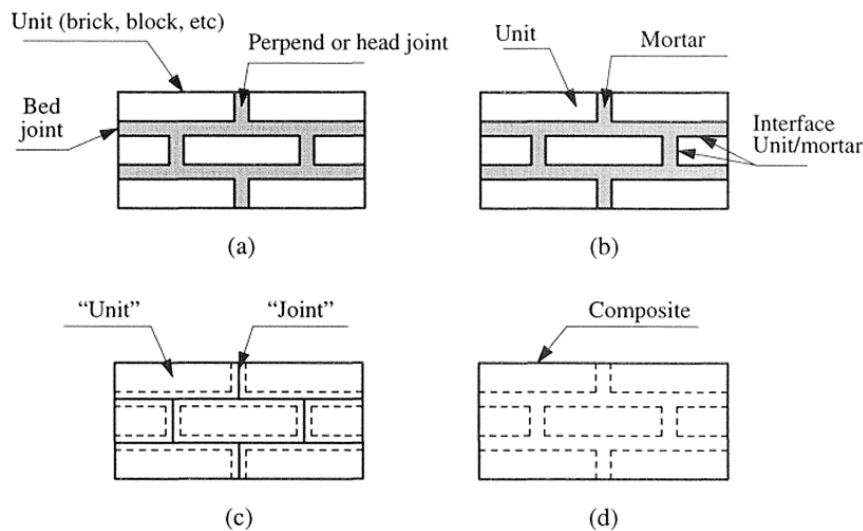 Unit (brick, block, etc)
Perpend or head joint
Bed
joint
(a)
Unit
Mortar
Interface
Unit/mortar
(b)
“Unit”
“Joint”
(c)
Composite
(d)